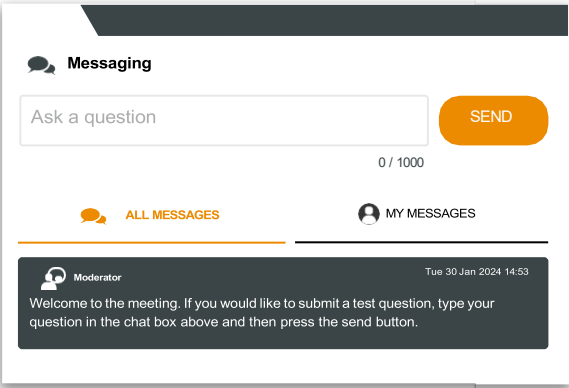 Messaging
Ask a question
SEND
0 / 1000
ALL MESSAGES
MY MESSAGES
Moderator
Tue 30 Jan 2024 14:53
Welcome to the meeting. If you would like to submit a test question, type your
question in the chat box above and then press the send button.